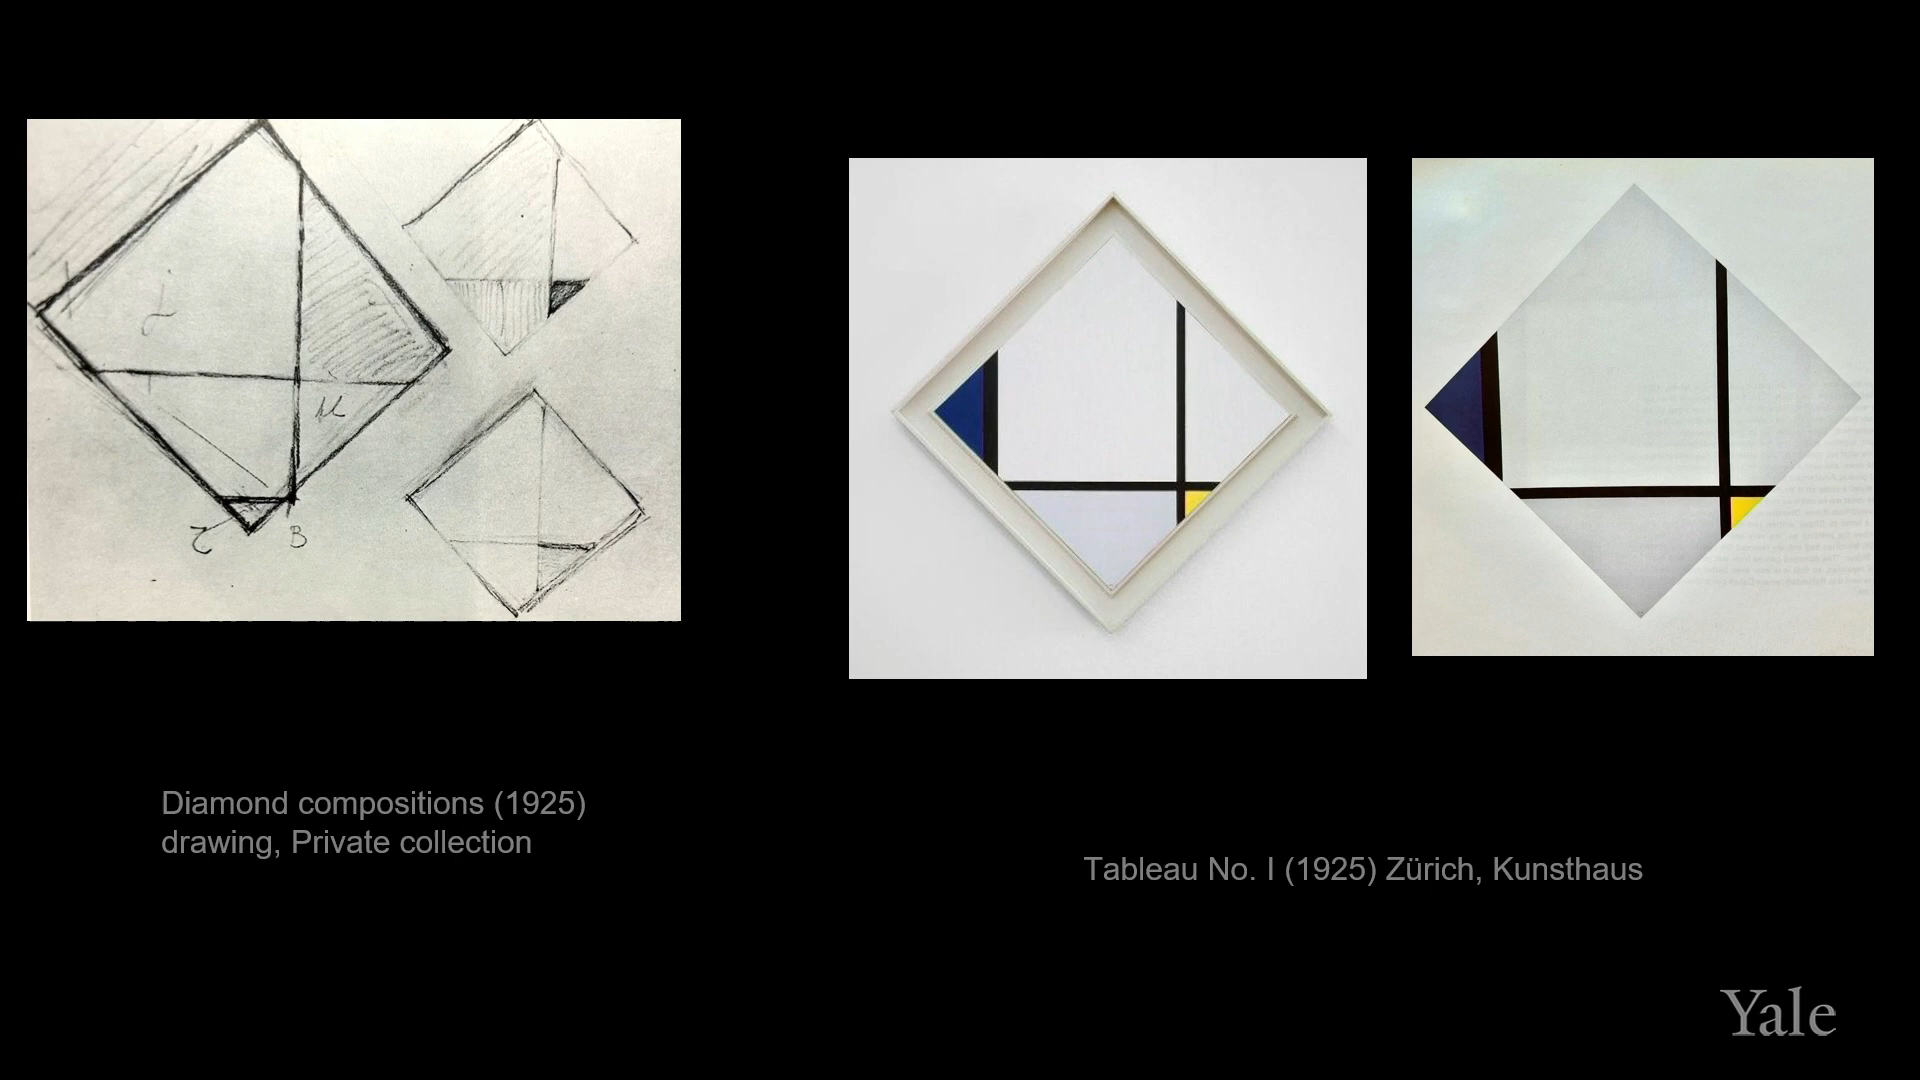 B
Diamond compositions (1925)
drawing, Private collection
Tableau No. I (1925) Zürich, Kunsthaus
Yale